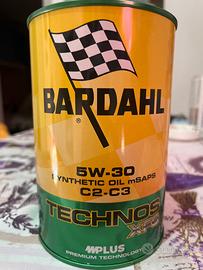 BARDAHL
5W-30
SYNTHETIC OIL mSAPS
C2-C3
TECHNOS
MPLUS
PREMIUM TECHNOLOGY